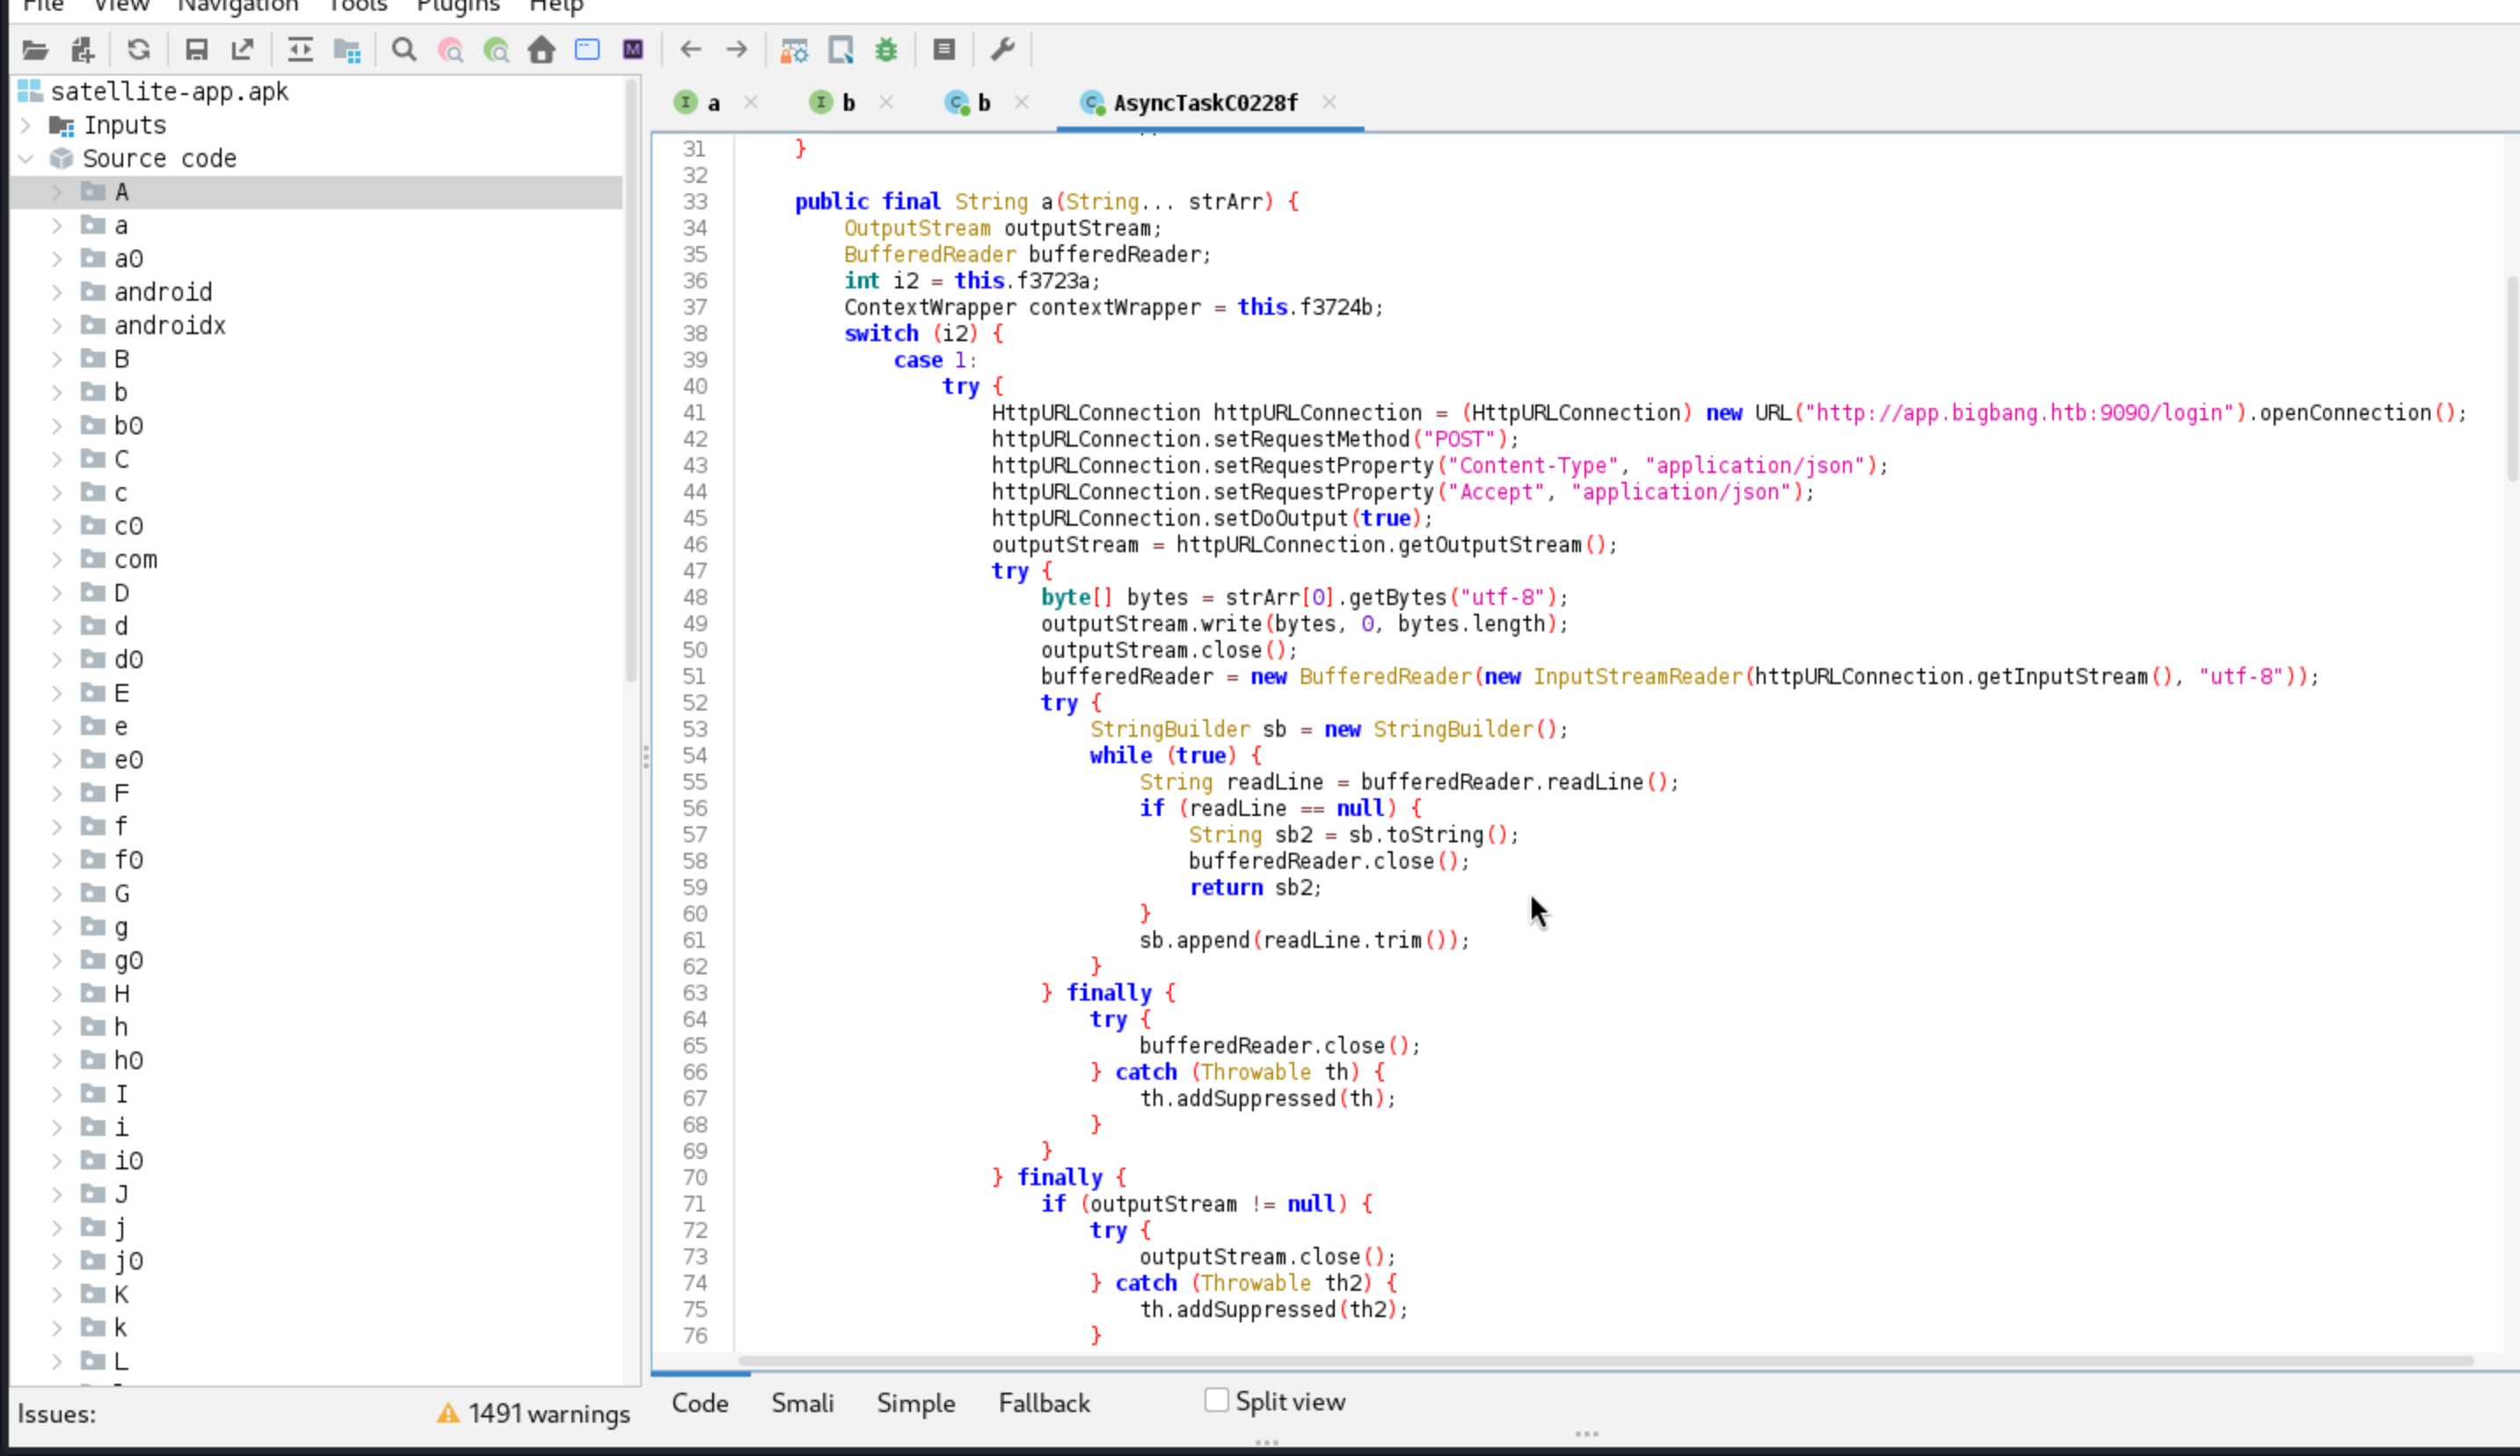 File View Navigation Tools Plugins Help
satellite-app.apk
Inputs
Source code
A
a
a0
android
androidx
B
b
b0
C
c
c0
com
D
d
d0
E
e
e0
F
f
f0
G
g
g0
H
h
h0
I
i
i0
J
j
j0
K
k
L
Issues: 1491 warnings
a b b AsyncTaskC0228f
31 }
32
33 public final String a(String... strArr) {
34 OutputStream outputStream;
35 BufferedReader bufferedReader;
36 int i2 = this.f3723a;
37 ContextWrapper contextWrapper = this.f3724b;
38 switch (i2) {
39 case 1:
40 try {
41 HttpURLConnection httpURLConnection = (HttpURLConnection) new URL("http://app.bigbang.htb:9090/login").openConnection();
42 httpURLConnection.setRequestMethod("POST");
43 httpURLConnection.setRequestProperty("Content-Type", "application/json");
44 httpURLConnection.setRequestProperty("Accept", "application/json");
45 httpURLConnection.setDoOutput(true);
46 outputStream = httpURLConnection.getOutputStream();
47 try {
48 byte[] bytes = strArr[0].getBytes("utf-8");
49 outputStream.write(bytes, 0, bytes.length);
50 outputStream.close();
51 bufferedReader = new BufferedReader(new InputStreamReader(httpURLConnection.getInputStream(), "utf-8"));
52 try {
53 StringBuilder sb = new StringBuilder();
54 while (true) {
55 String readLine = bufferedReader.readLine();
56 if (readLine == null) {
57 String sb2 = sb.toString();
58 bufferedReader.close();
59 return sb2;
60 }
61 sb.append(readLine.trim());
62 }
63 } finally {
64 try {
65 bufferedReader.close();
66 } catch (Throwable th) {
67 th.addSuppressed(th);
68 }
69 }
70 } finally {
71 if (outputStream != null) {
72 try {
73 outputStream.close();
74 } catch (Throwable th2) {
75 th.addSuppressed(th2);
76 }
Code Smali Simple Fallback Split view